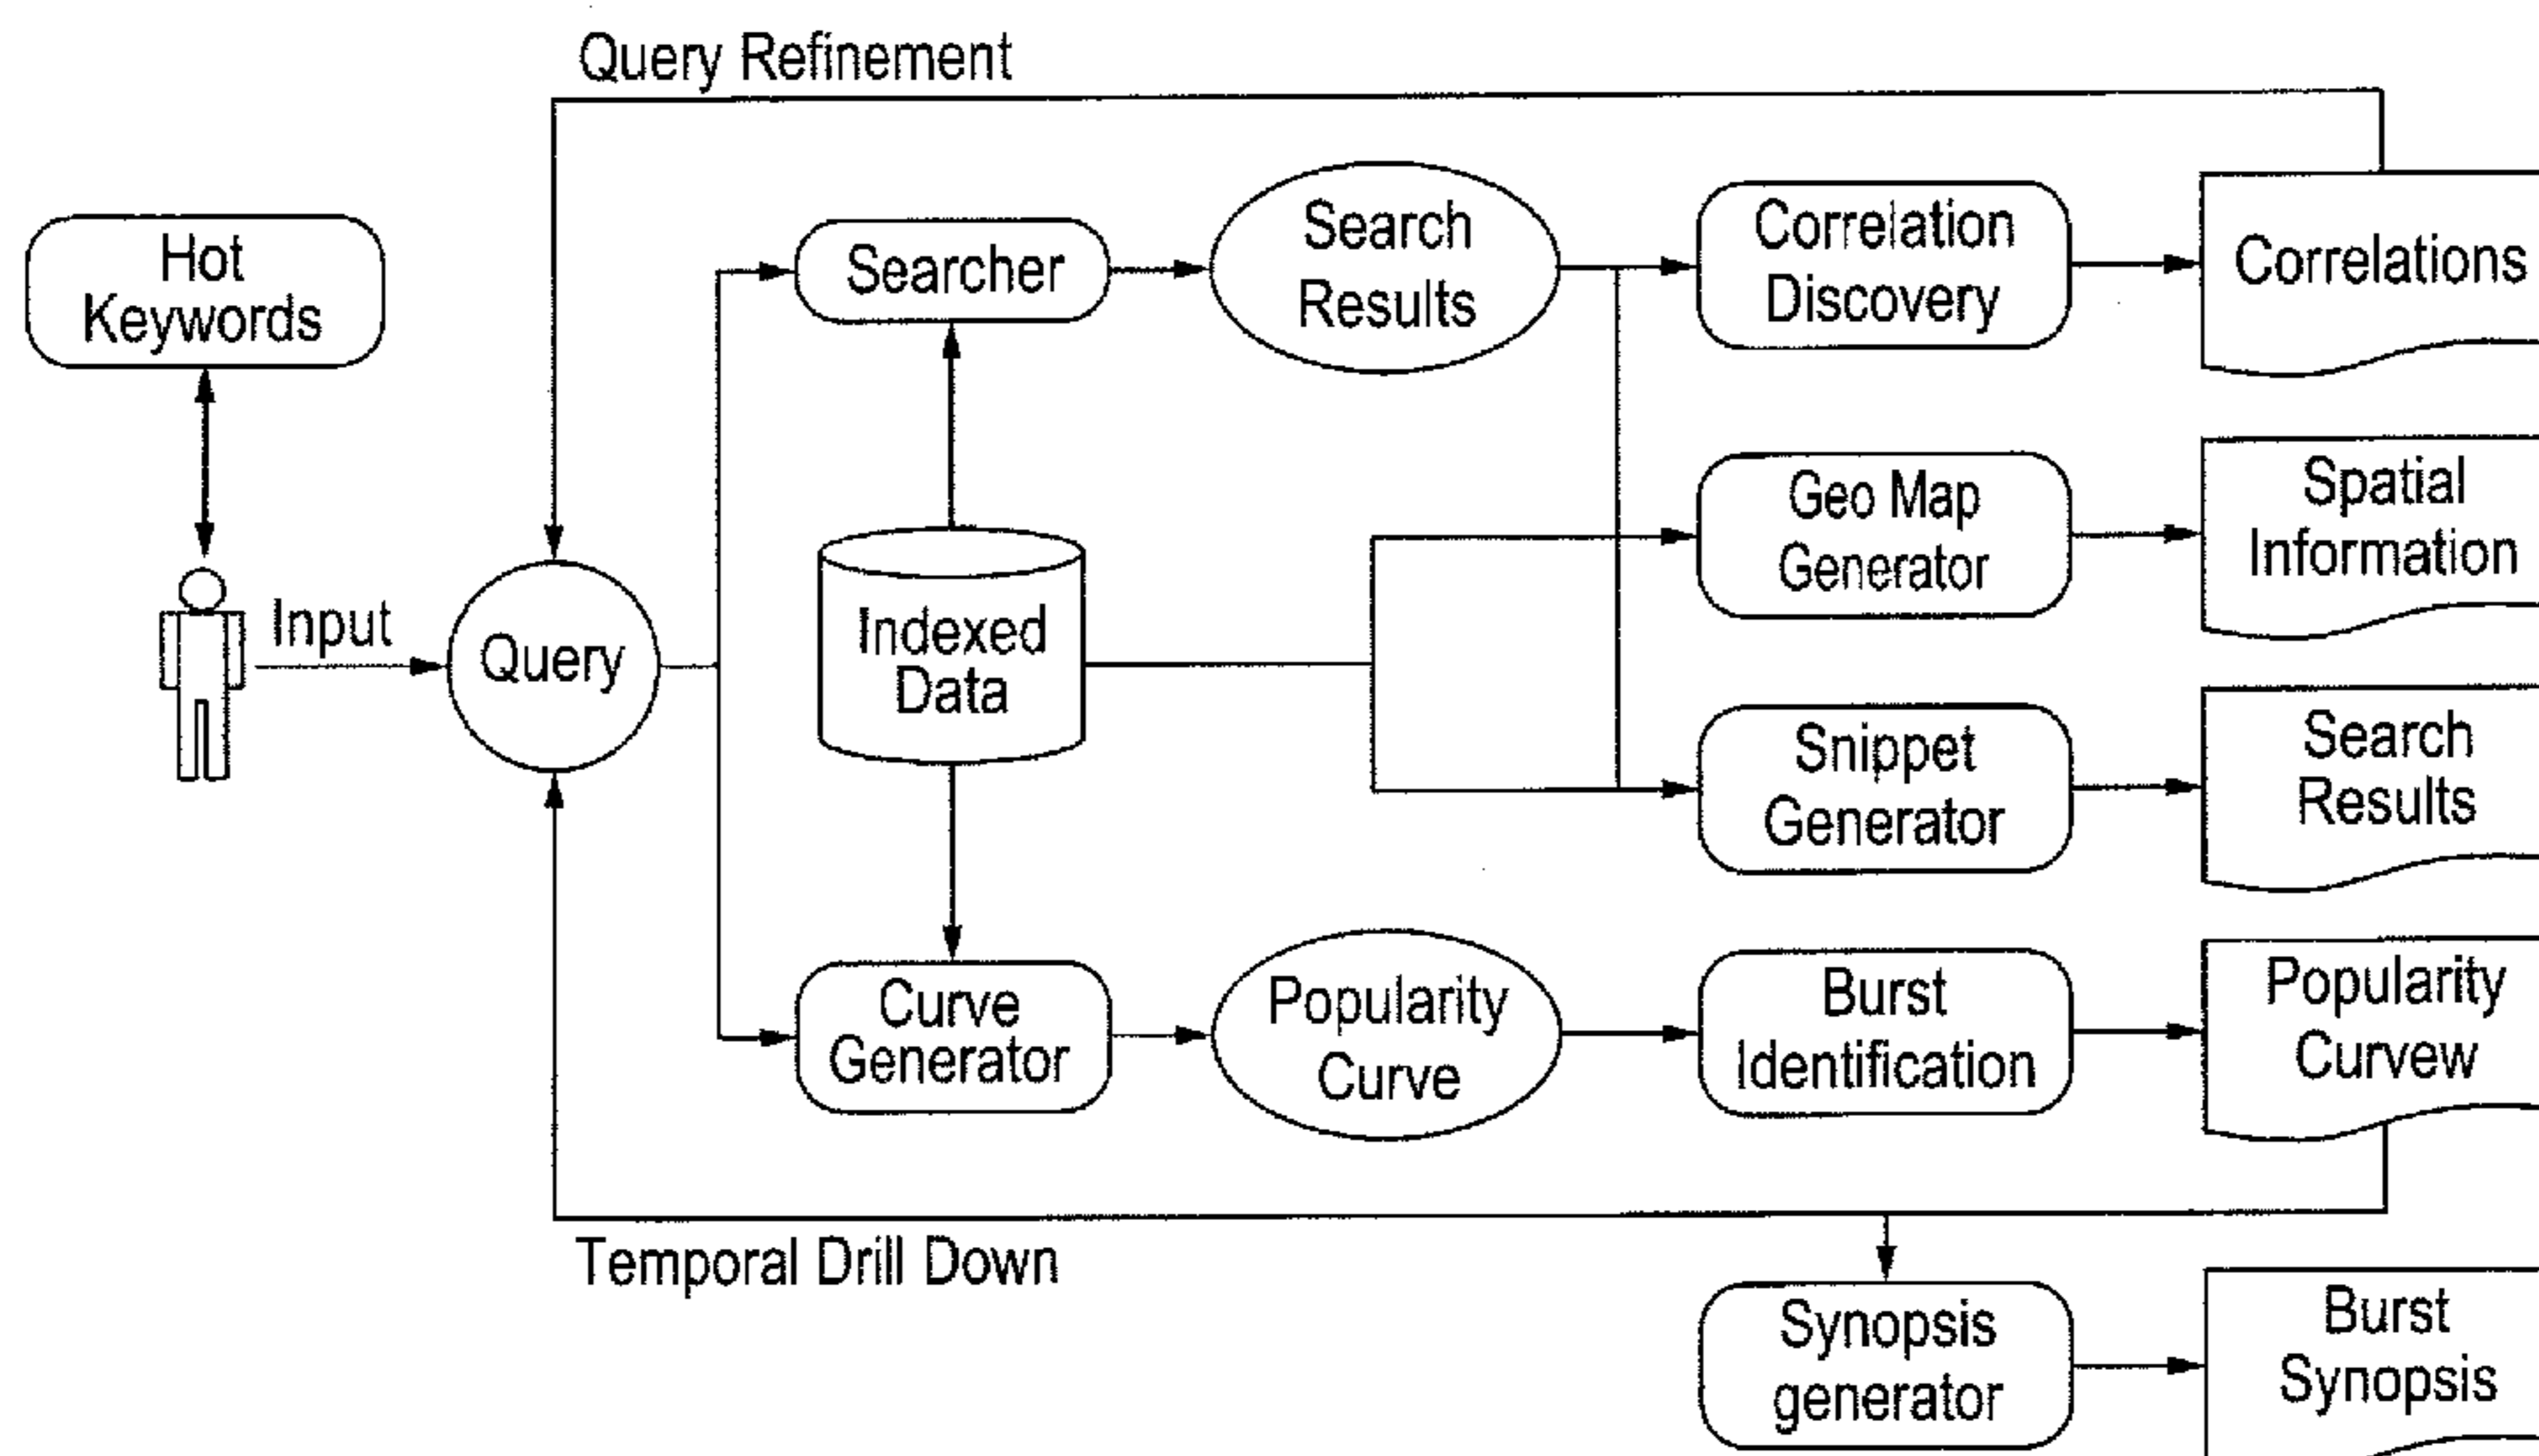 Query Refinement
Hot
Keywords
Searcher
Search
Results
Correlation
Discovery
Correlations
Geo Map
Generator
Spatial
Information
Input
Query
Indexed
Data
Snippet
Generator
Search
Results
Curve
Generator
Popularity
Curve
Burst
Identification
Popularity
Curvew
Temporal Drill Down
Synopsis
generator
Burst
Synopsis